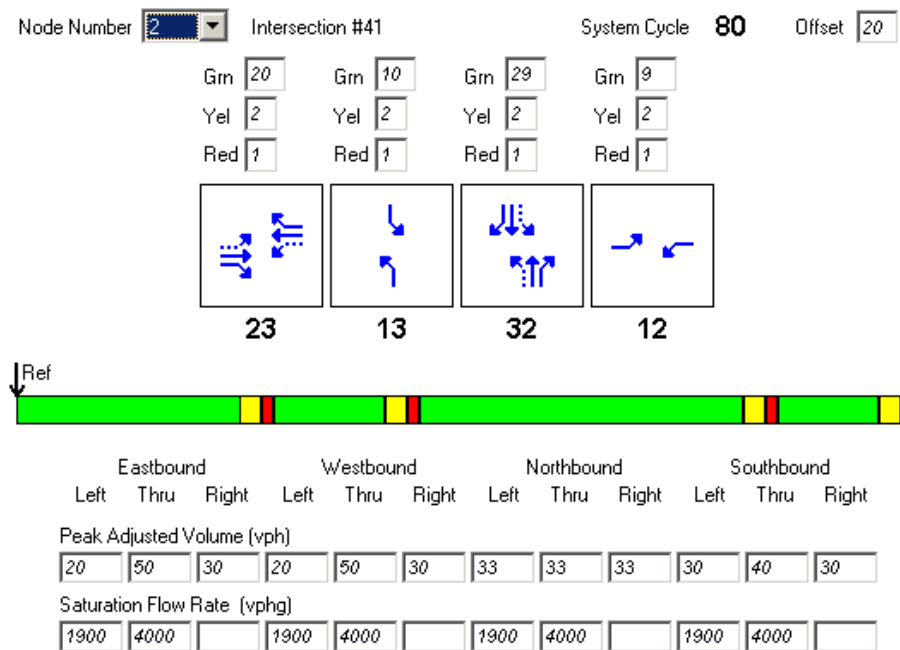 Node Number 2 Intersection #41 System Cycle 80 Offset 20
Grn 20 Grn 10 Grn 29 Grn 9
Yel 2 Yel 2 Yel 2 Yel 2
Red 1 Red 1 Red 1 Red 1
23 13 32 12
Ref
Eastbound Westbound Northbound Southbound
Left Thru Right Left Thru Right Left Thru Right Left Thru Right
Peak Adjusted Volume (vph)
20 50 30 20 50 30 33 33 33 30 40 30
Saturation Flow Rate (vphg)
1900 4000 1900 4000 1900 4000 1900 4000